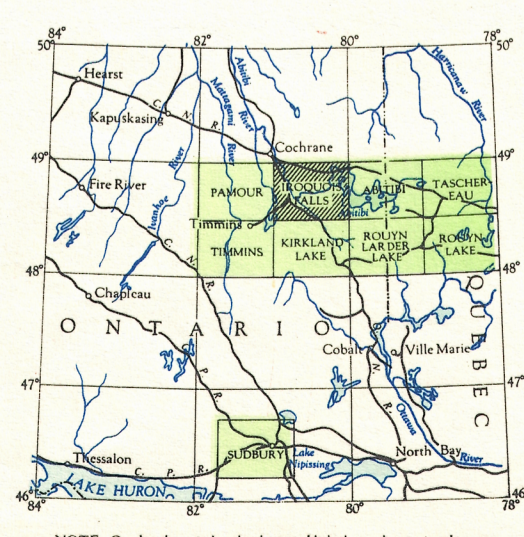 84°
82°
80°
78°
50°
50°
Hearst
Kapuskasing
C. N. R.
Mattagami
River
Abitibi
River
Harricanaw River
Cochrane
49°
49°
Fire River
Ivanhoe
River
PAMOUR
IROQUOIS
FALLS
ABITIBI
Abitibi
TASCHER-
EAU
Timmins
TIMMINS
KIRKLAND
LAKE
ROUYN
LARDER
LAKE
LAKE
C. N. R.
48°
48°
Chapleau
ONTARIO
QUEBEC
Cobalt
Ville Marie
C. P. R.
N. R.
47°
47°
Ottawa
River
SUDBURY
Lake
Nipissing
North Bay
Thessalon
C. P. R.
LAKE HURON
46°
46°
84°
82°
80°
78°